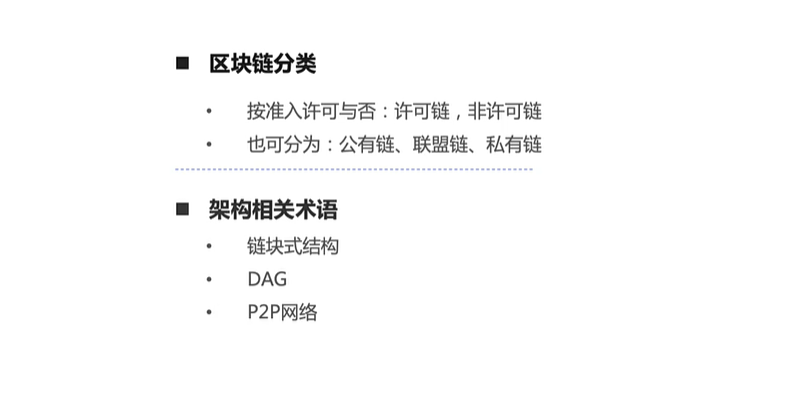 ■ 区块链分类
• 按准入许可与否：许可链，非许可链
• 也可分为：公有链、联盟链、私有链
■ 架构相关术语
• 链块式结构
• DAG
• P2P网络